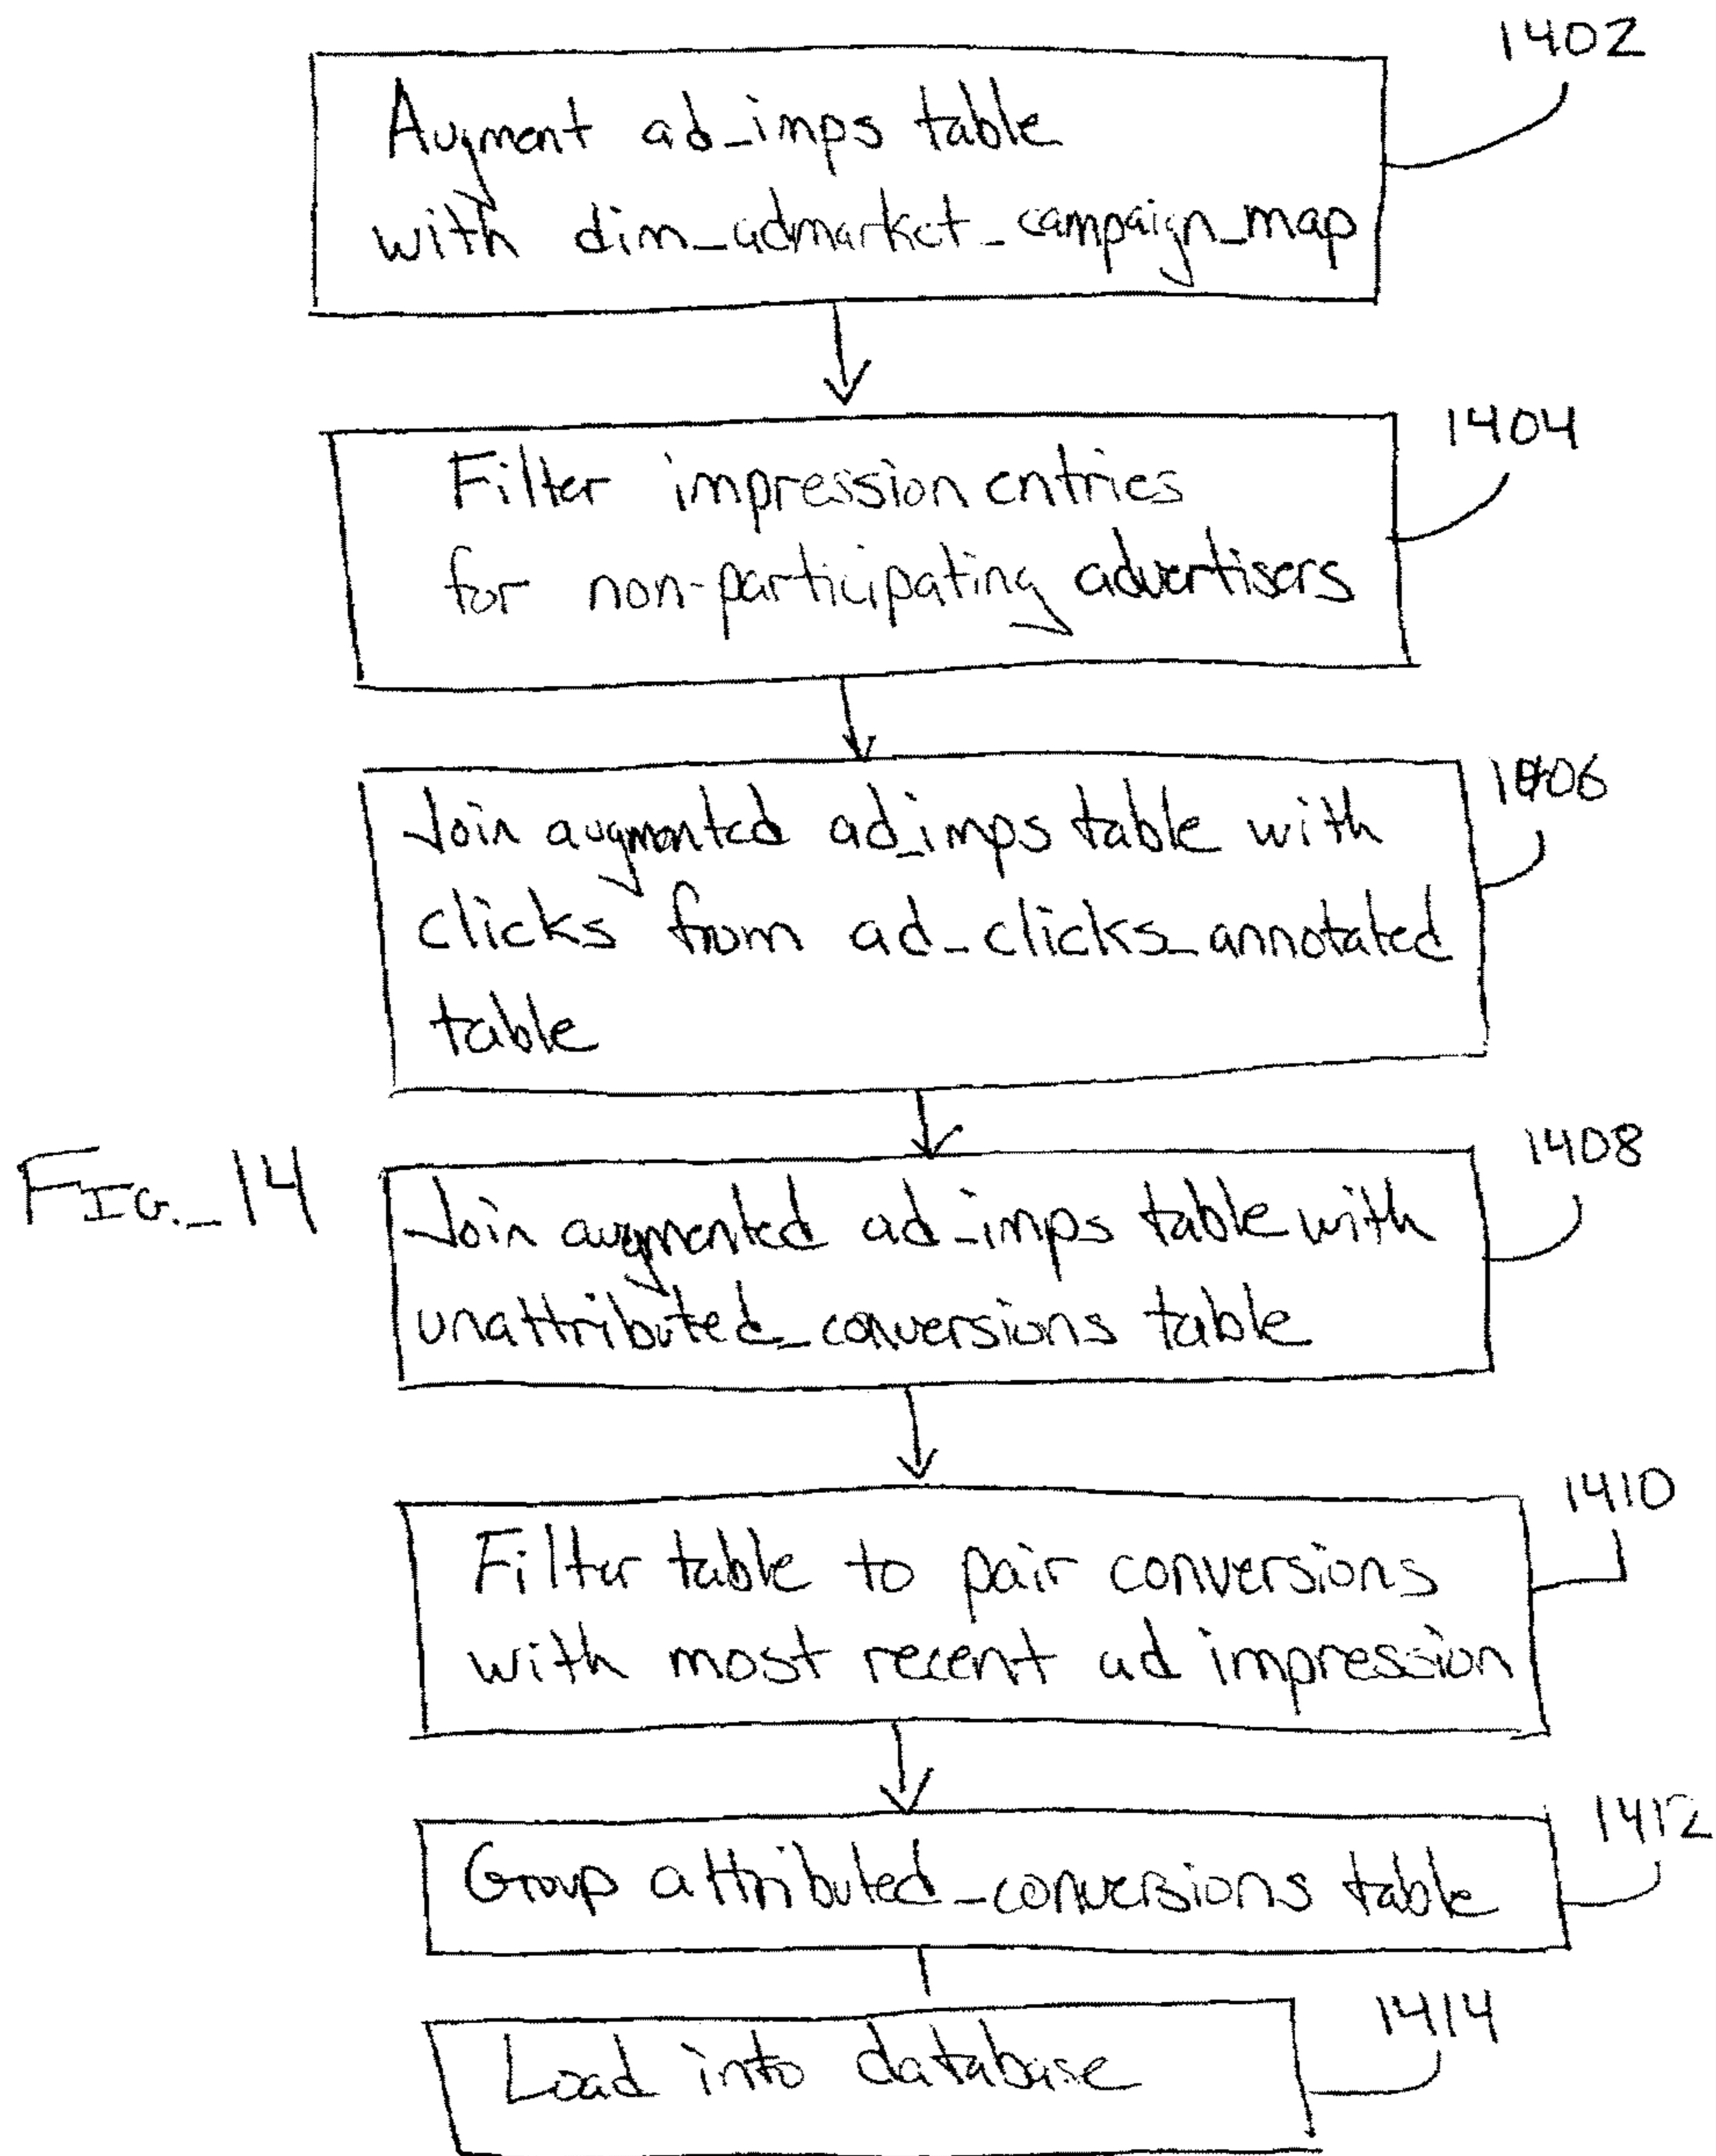 1402
Augment ad_imps table
with dim_admarket_campaign_map
1404
Filter impression entries
for non-participating advertisers
1406
Join augmented ad_imps table with
clicks from ad_clicks_annotated
table
FIG._14
1408
Join augmented ad_imps table with
unattributed_conversions table
1410
Filter table to pair conversions
with most recent ad impression
1412
Group attributed_conversions table
1414
Load into database